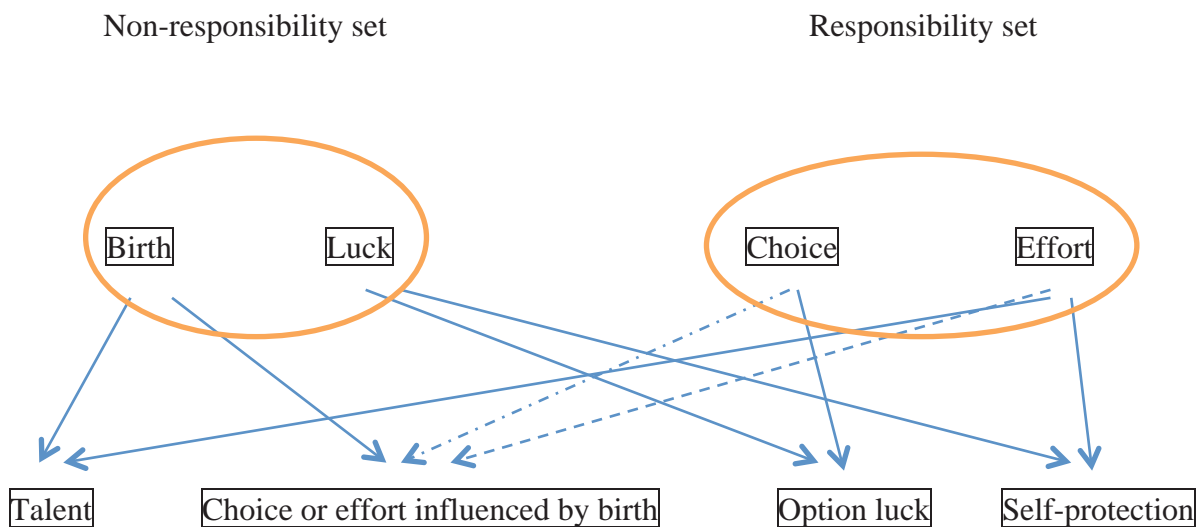 Non-responsibility set Responsibility set
Birth Luck Choice Effort
Talent Choice or effort influenced by birth Option luck Self-protection